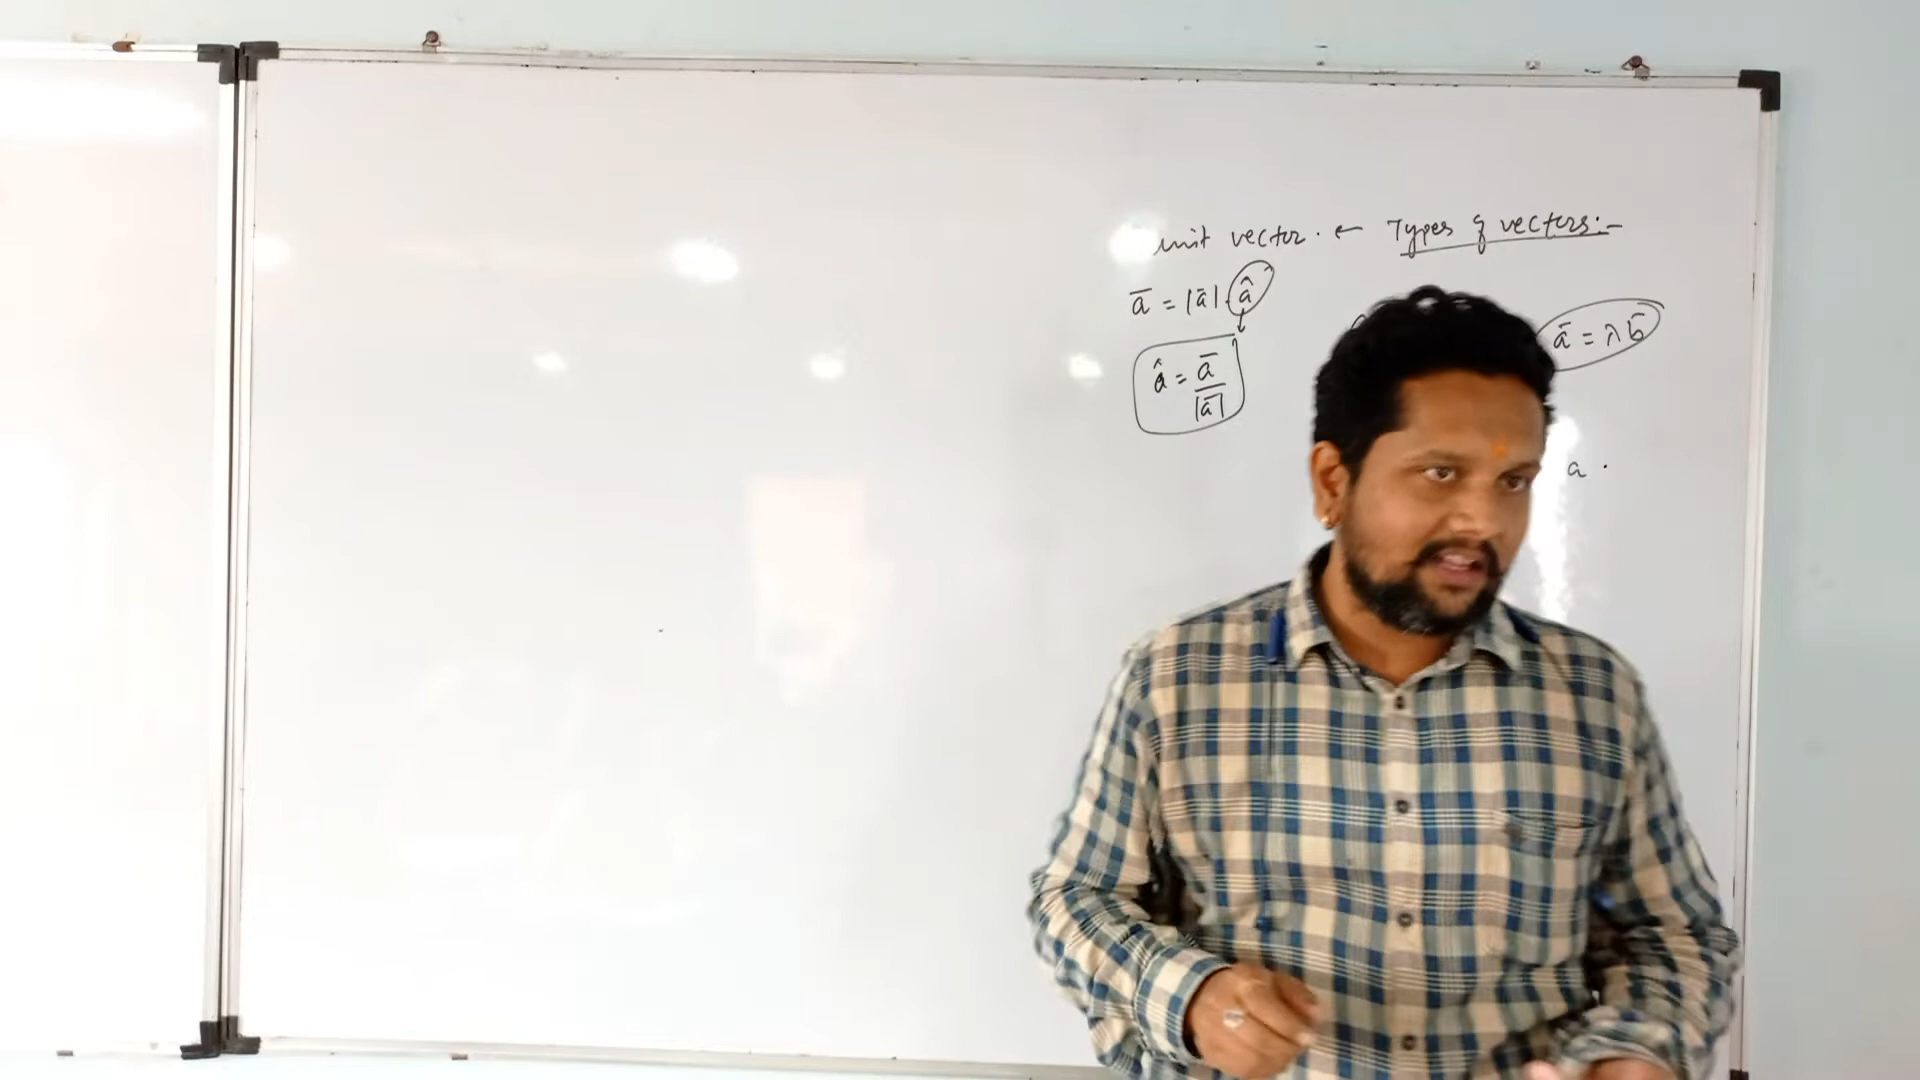 unit vector. ← Types of vectors:-
ā = |ā| . â
ā = λ b̄
â = ā / |ā|
a .